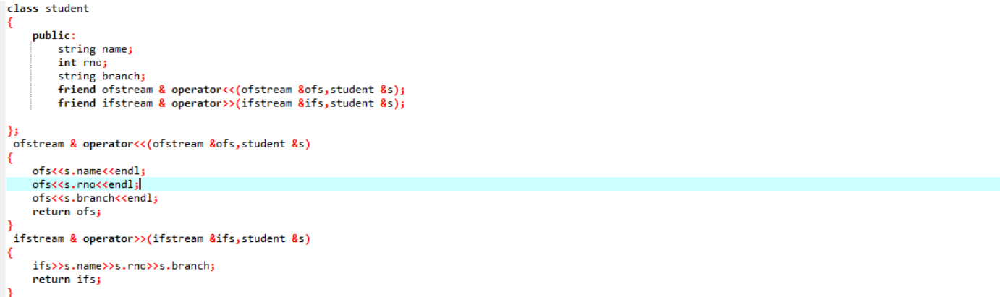 class student
{
    public:
        string name;
        int rno;
        string branch;
        friend ofstream & operator<<(ofstream &ofs,student &s);
        friend ifstream & operator>>(ifstream &ifs,student &s);
};
 ofstream & operator<<(ofstream &ofs,student &s)
{
    ofs<<s.name<<endl;
    ofs<<s.rno<<endl;
    ofs<<s.branch<<endl;
    return ofs;
}
 ifstream & operator>>(ifstream &ifs,student &s)
{
    ifs>>s.name>>s.rno>>s.branch;
    return ifs;
}